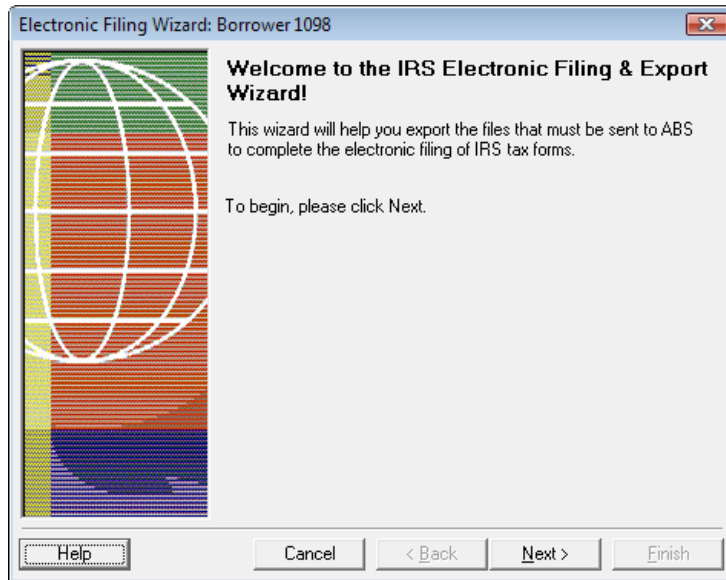 Electronic Filing Wizard: Borrower 1098
Welcome to the IRS Electronic Filing & Export
Wizard!
This wizard will help you export the files that must be sent to ABS
to complete the electronic filing of IRS tax forms.
To begin, please click Next.
Help
Cancel
< Back
Next >
Finish